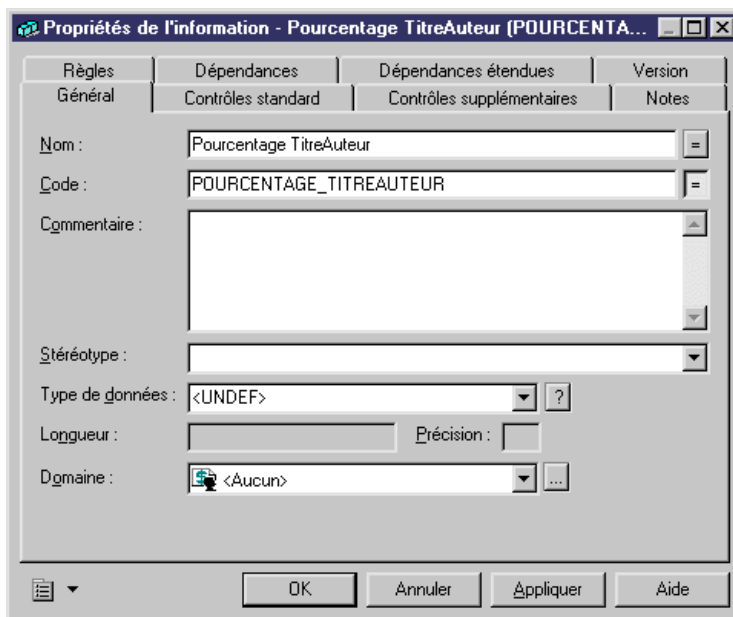 Propriétés de l'information - Pourcentage TitreAuteur (POURCENTA...
Règles Dépendances Dépendances étendues Version
Général Contrôles standard Contrôles supplémentaires Notes
Nom : Pourcentage TitreAuteur =
Code : POURCENTAGE_TITREAUTEUR =
Commentaire :
Stéréotype :
Type de données : <UNDEF> ?
Longueur : Précision :
Domaine : <Aucun> ...
OK Annuler Appliquer Aide